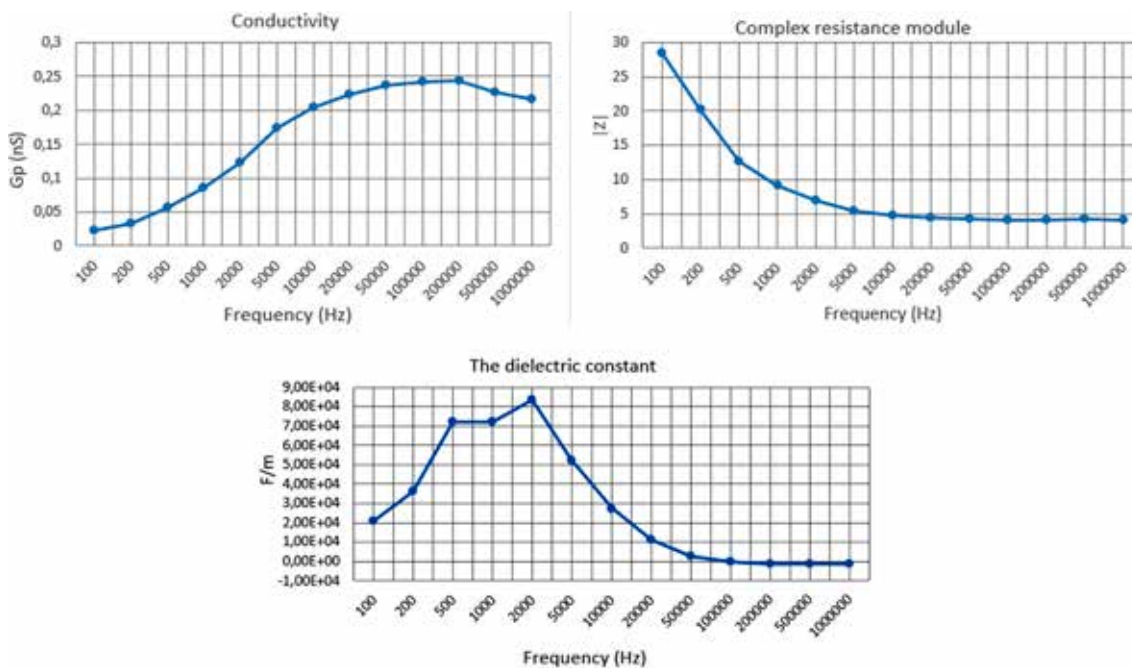 Conductivity
0,3
0,25
0,2
0,15
0,1
0,05
0
Gp (nS)
100
200
500
1000
2000
5000
10000
20000
50000
100000
200000
500000
1000000
Frequency (Hz)
Complex resistance module
30
25
20
15
10
5
0
|Z|
100
200
500
1000
2000
5000
10000
20000
50000
100000
200000
500000
1000000
Frequency (Hz)
The dielectric constant
9,00E+04
8,00E+04
7,00E+04
6,00E+04
5,00E+04
4,00E+04
3,00E+04
2,00E+04
1,00E+04
0,00E+00
-1,00E+04
F/m
100
200
500
1000
2000
5000
10000
20000
50000
100000
200000
500000
1000000
Frequency (Hz)